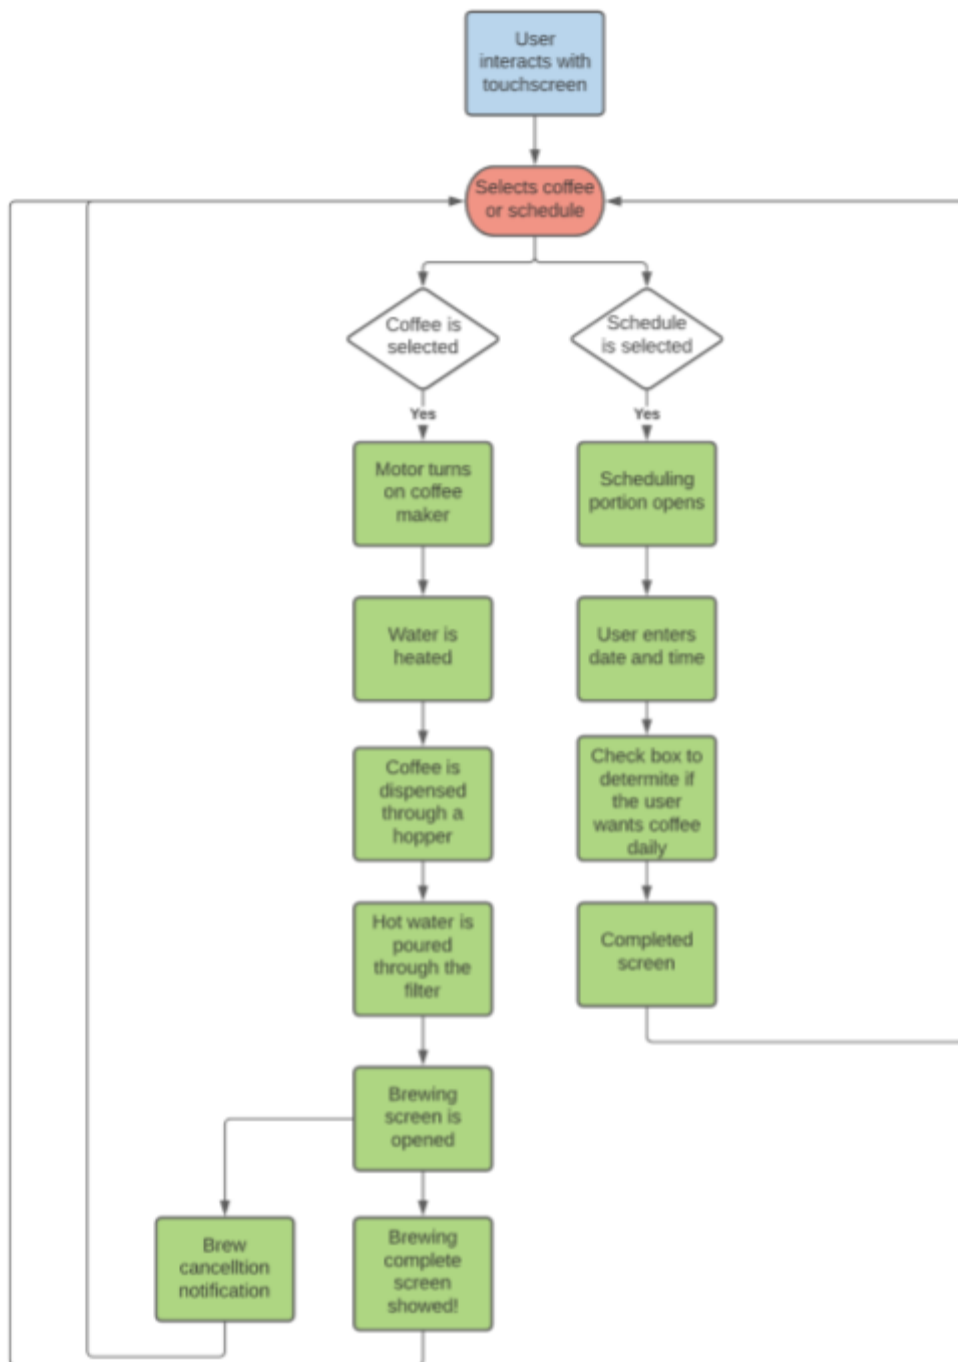 User
interacts with
touchscreen
Selects coffee
or schedule
Coffee is
selected
Schedule
is selected
Yes
Yes
Motor turns
on coffee
maker
Scheduling
portion opens
Water is
heated
User enters
date and time
Coffee is
dispensed
through a
hopper
Check box to
determite if
the user
wants coffee
daily
Hot water is
poured
through the
filter
Completed
screen
Brewing
screen is
opened
Brew
cancelltion
notification
Brewing
complete
screen
showed!